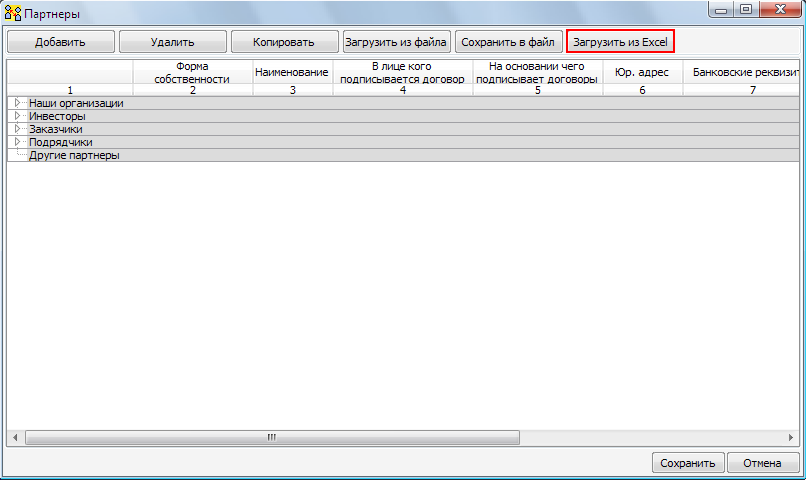 Партнеры
Добавить Удалить Копировать Загрузить из файла Сохранить в файл Загрузить из Excel
Форма собственности Наименование В лице кого подписывается договор На основании чего подписывает договоры Юр. адрес Банковские реквизит
1 2 3 4 5 6 7
Наши организации
Инвесторы
Заказчики
Подрядчики
Другие партнеры
Сохранить Отмена